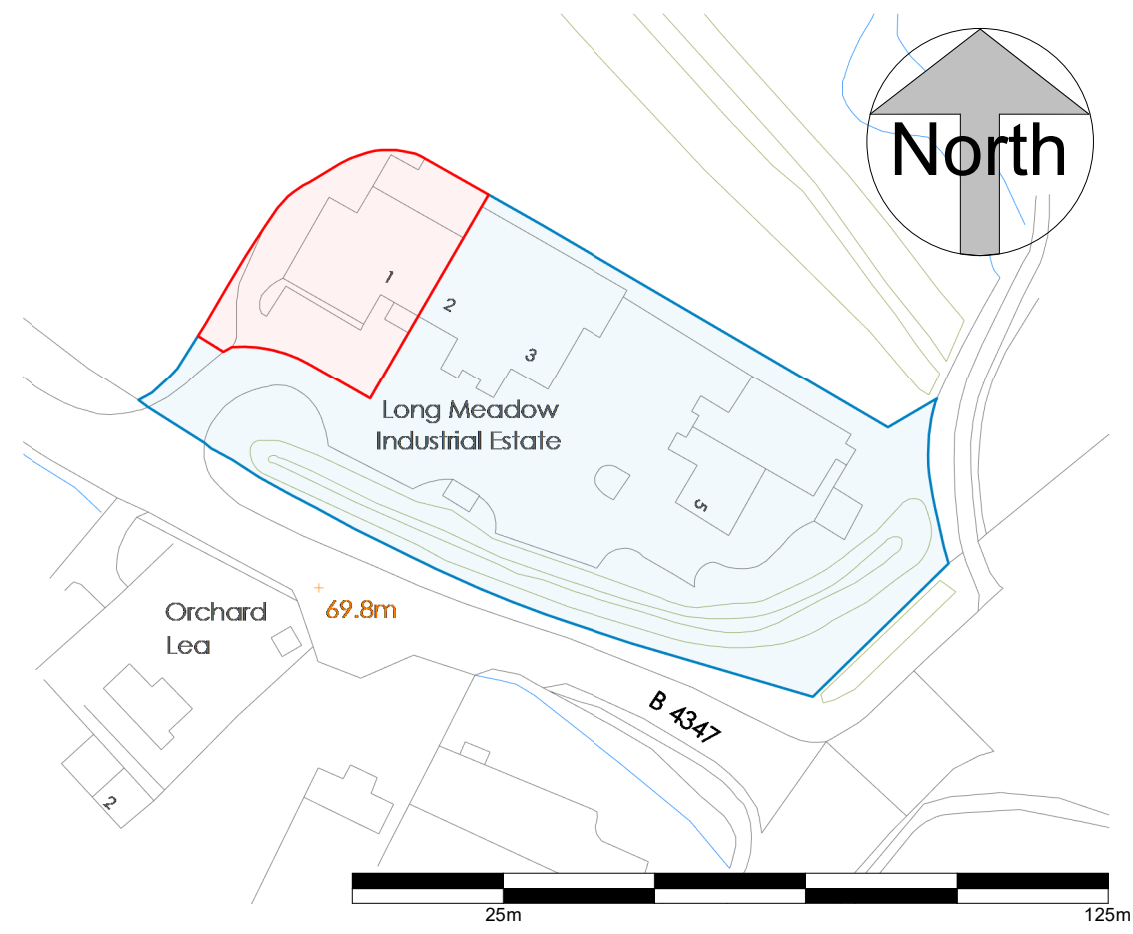 North
1
2
3
Long Meadow
Industrial Estate
5
69.8m
Orchard
Lea
B 4347
2
25m
125m